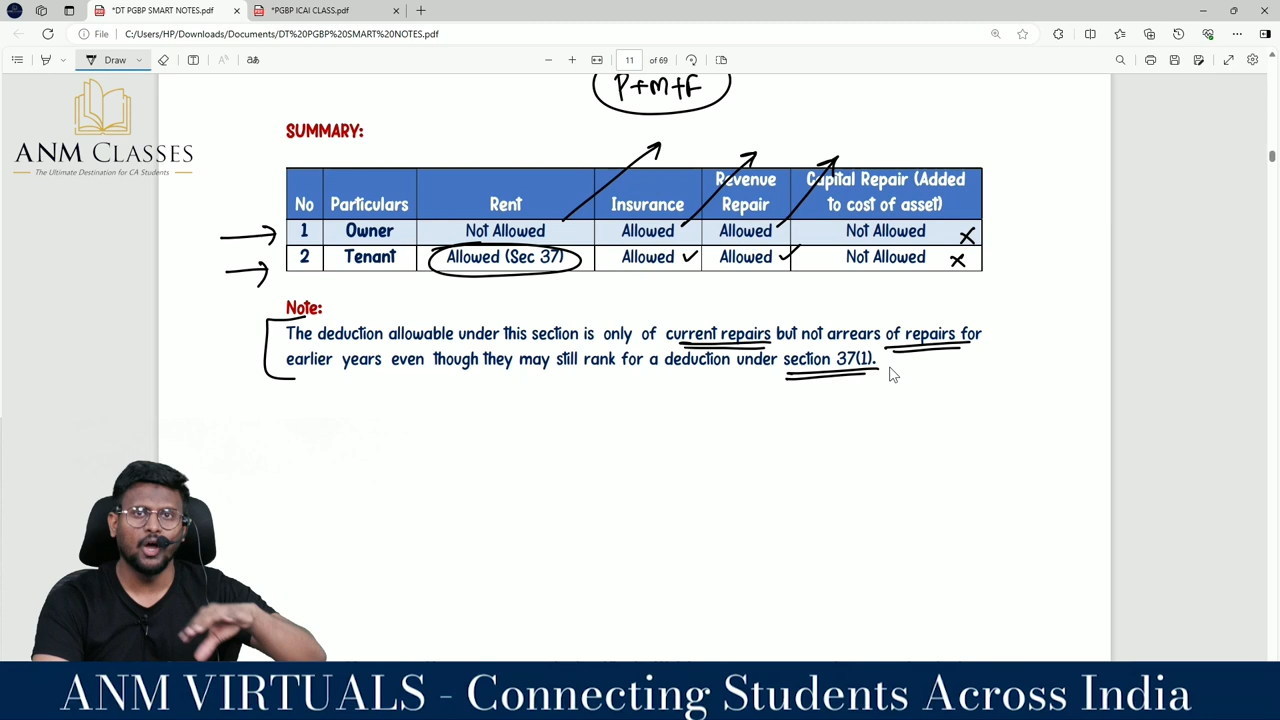 *DT PGBP SMART NOTES.pdf
*PGBP ICAI CLASS.pdf
File
C:/Users/HP/Downloads/Documents/DT%20PGBP%20SMART%20NOTES.pdf
Draw
11 of 69
P+M+F
ANM CLASSES
The Ultimate Destination for CA Students
SUMMARY:
No Particulars Rent Insurance Revenue Repair Capital Repair (Added to cost of asset)
1 Owner Not Allowed Allowed Allowed Not Allowed
2 Tenant Allowed (Sec 37) Allowed Allowed Not Allowed
Note:
The deduction allowable under this section is only of current repairs but not arrears of repairs for
earlier years even though they may still rank for a deduction under section 37(1).
ANM VIRTUALS - Connecting Students Across India